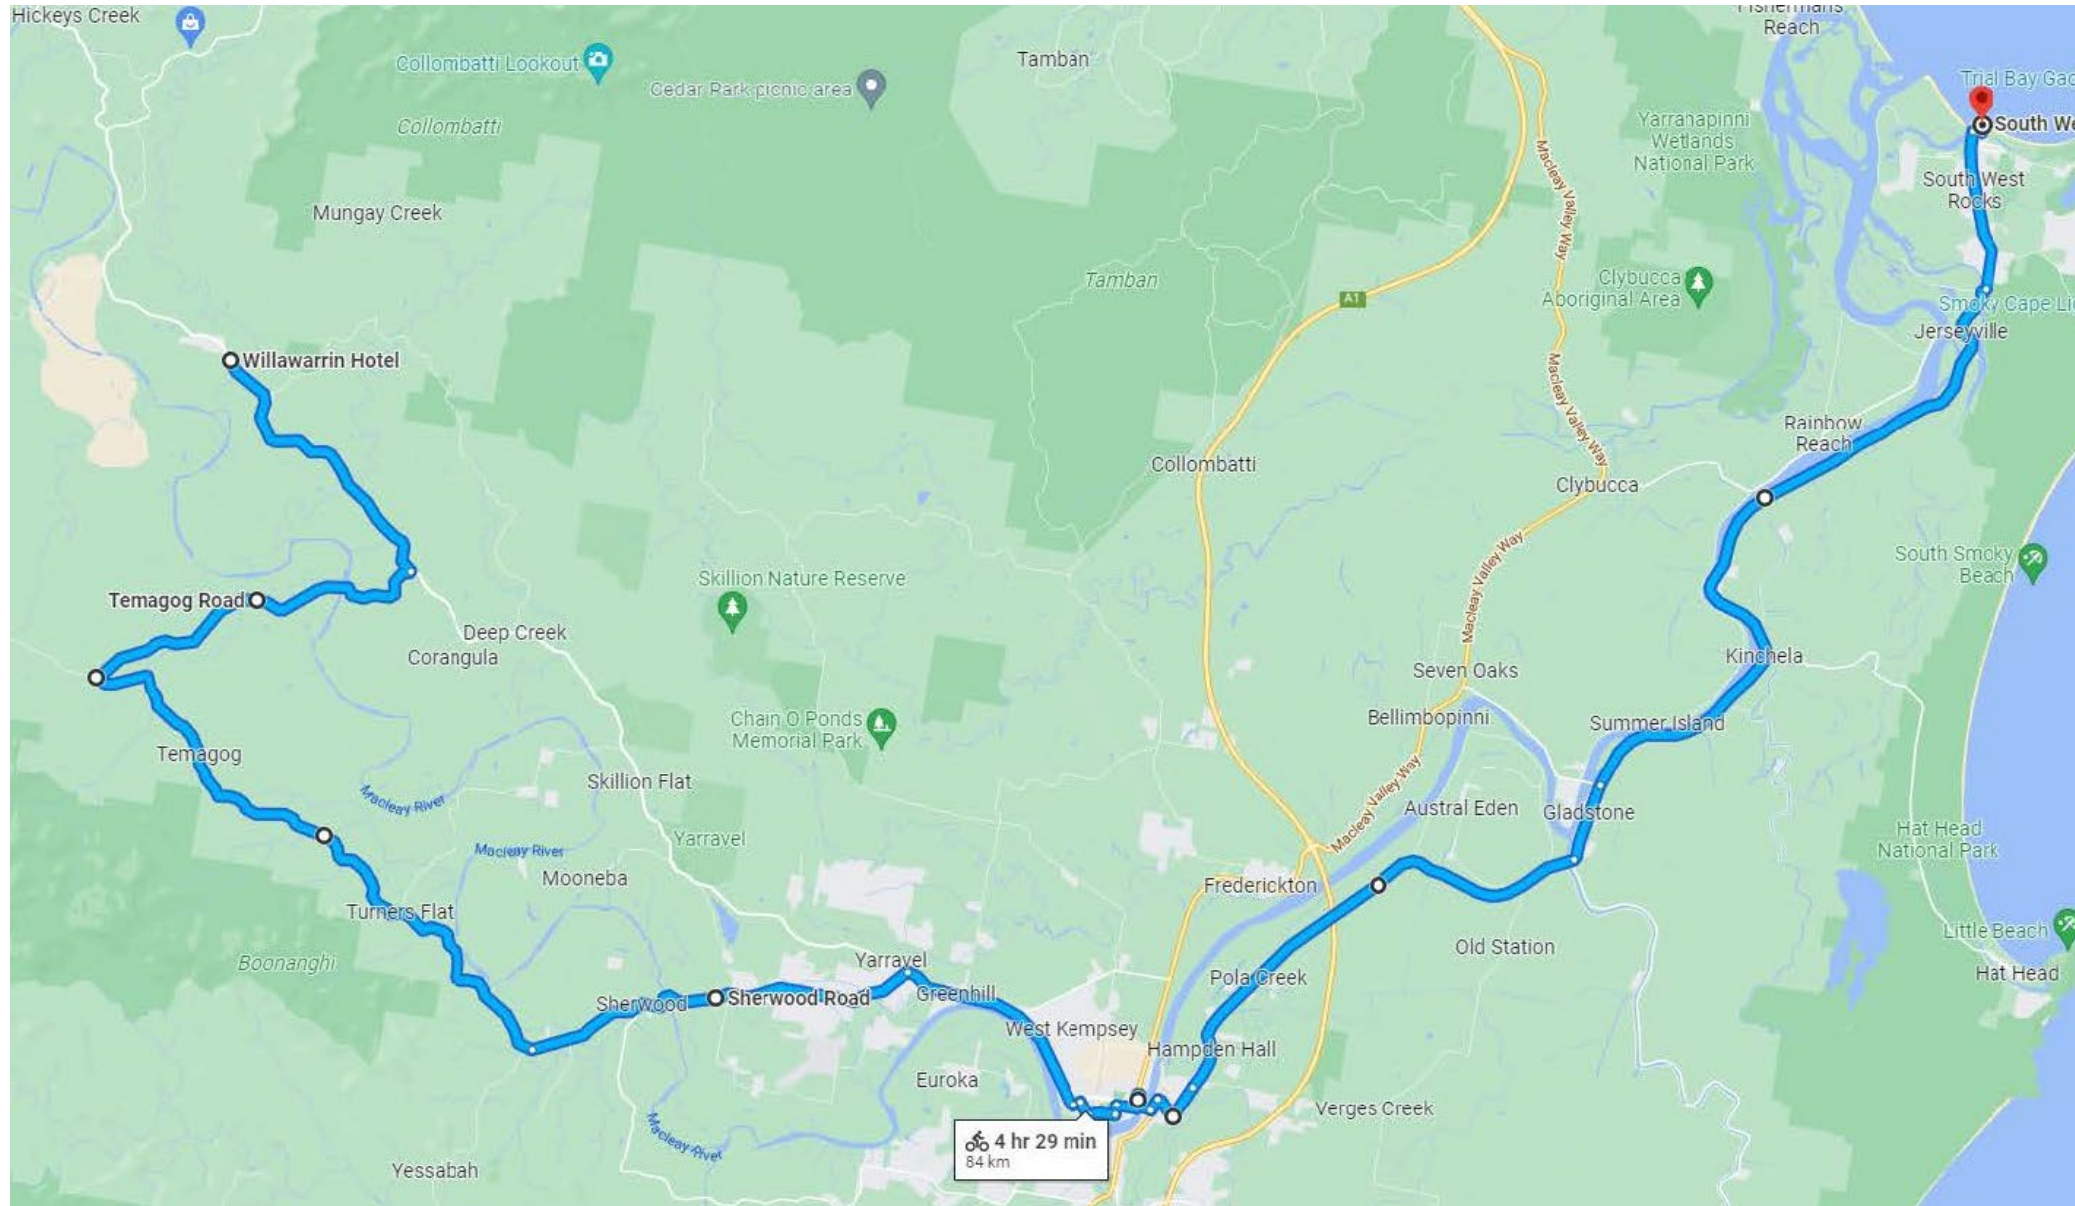 Hickeys Creek
Fishermans
Reach
Collombatti Lookout
Tamban
Cedar Park picnic area
Trial Bay Gao
South We
Collombatti
Yarrahapinni
Wetlands
National Park
Macleay Valley Way
South West
Rocks
Mungay Creek
Tamban
Clybucca
Aboriginal Area
A1
Smoky Cape Lig
Jerseyville
Willawarrin Hotel
Macleay Valley Way
Rainbow
Reach
Collombatti
Clybucca
Macleay Valley Way
South Smoky
Beach
Skillion Nature Reserve
Temagog Road
Deep Creek
Corangula
Kinchela
Seven Oaks
Bellimbopinni
Summer Island
Chain O Ponds
Memorial Park
Temagog
Skillion Flat
Macleay River
Macleay Valley Way
Austral Eden
Gladstone
Yarravel
Hat Head
National Park
Macleay River
Mooneba
Frederickton
Turners Flat
Little Beach
Old Station
Boonanghi
Yarravel
Pola Creek
Hat Head
Sherwood
Sherwood Road
Greenhill
West Kempsey
Hampden Hall
Euroka
Verges Creek
4 hr 29 min
84 km
Macleay River
Yessabah